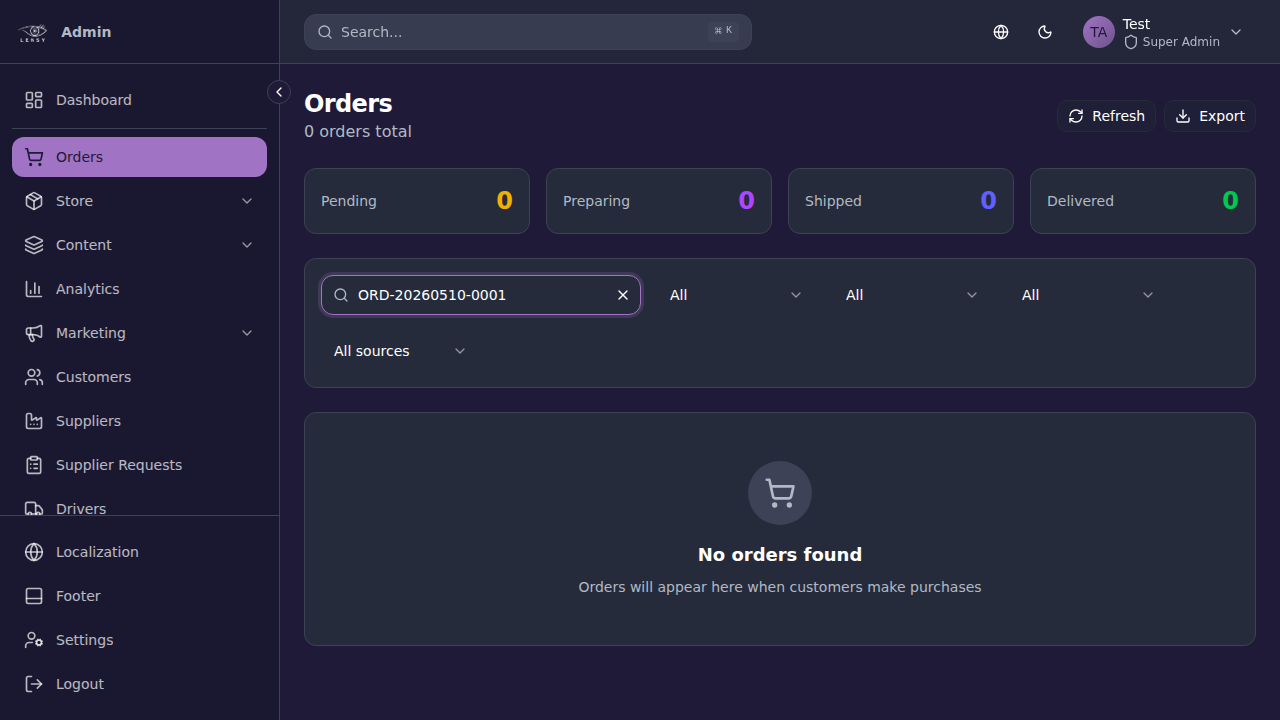 LENSY
Admin
Search...
⌘ K
TA
Test
Super Admin
Dashboard
Orders
Store
Content
Analytics
Marketing
Customers
Suppliers
Supplier Requests
Drivers
Localization
Footer
Settings
Logout
Orders
0 orders total
Refresh
Export
Pending 0
Preparing 0
Shipped 0
Delivered 0
ORD-20260510-0001
All
All
All
All sources
No orders found
Orders will appear here when customers make purchases